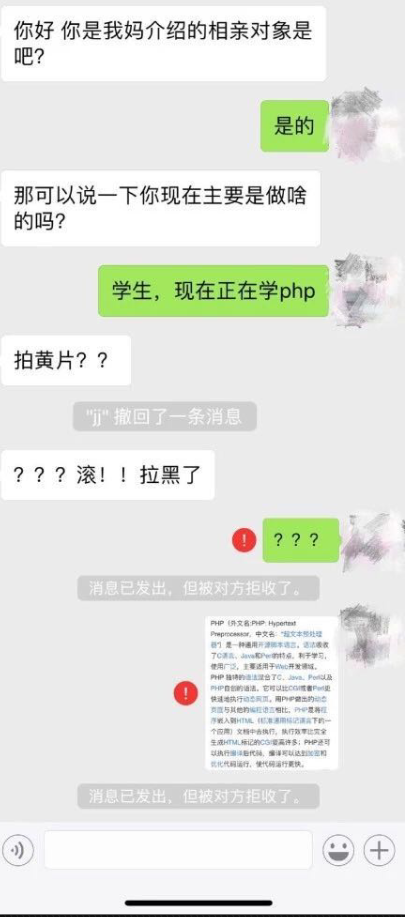 你好 你是我妈介绍的相亲对象是
吧？
是的
那可以说一下你现在主要是做啥
的吗？
学生，现在正在学php
拍黄片？？
"jj" 撤回了一条消息
？？？滚！！拉黑了
！ ？？？
消息已发出，但被对方拒收了。
PHP（外文名:PHP: Hypertext
Preprocessor，中文名："超文本预处理
器"）是一种通用开源脚本语言。语法吸收
了C语言、Java和Perl的特点，利于学习，
使用广泛，主要适用于Web开发领域。
PHP 独特的语法混合了C、Java、Perl以及
PHP自创的语法。它可以比CGI或者Perl更
快速地执行动态网页。用PHP做出的动态
页面与其他的编程语言相比，PHP是将程
序嵌入到HTML（标准通用标记语言下的一
个应用）文档中去执行，执行效率比完全
生成HTML标记的CGI要高许多；PHP还可
以执行编译后代码，编译可以达到加密和
优化代码运行，使代码运行更快。
！
消息已发出，但被对方拒收了。